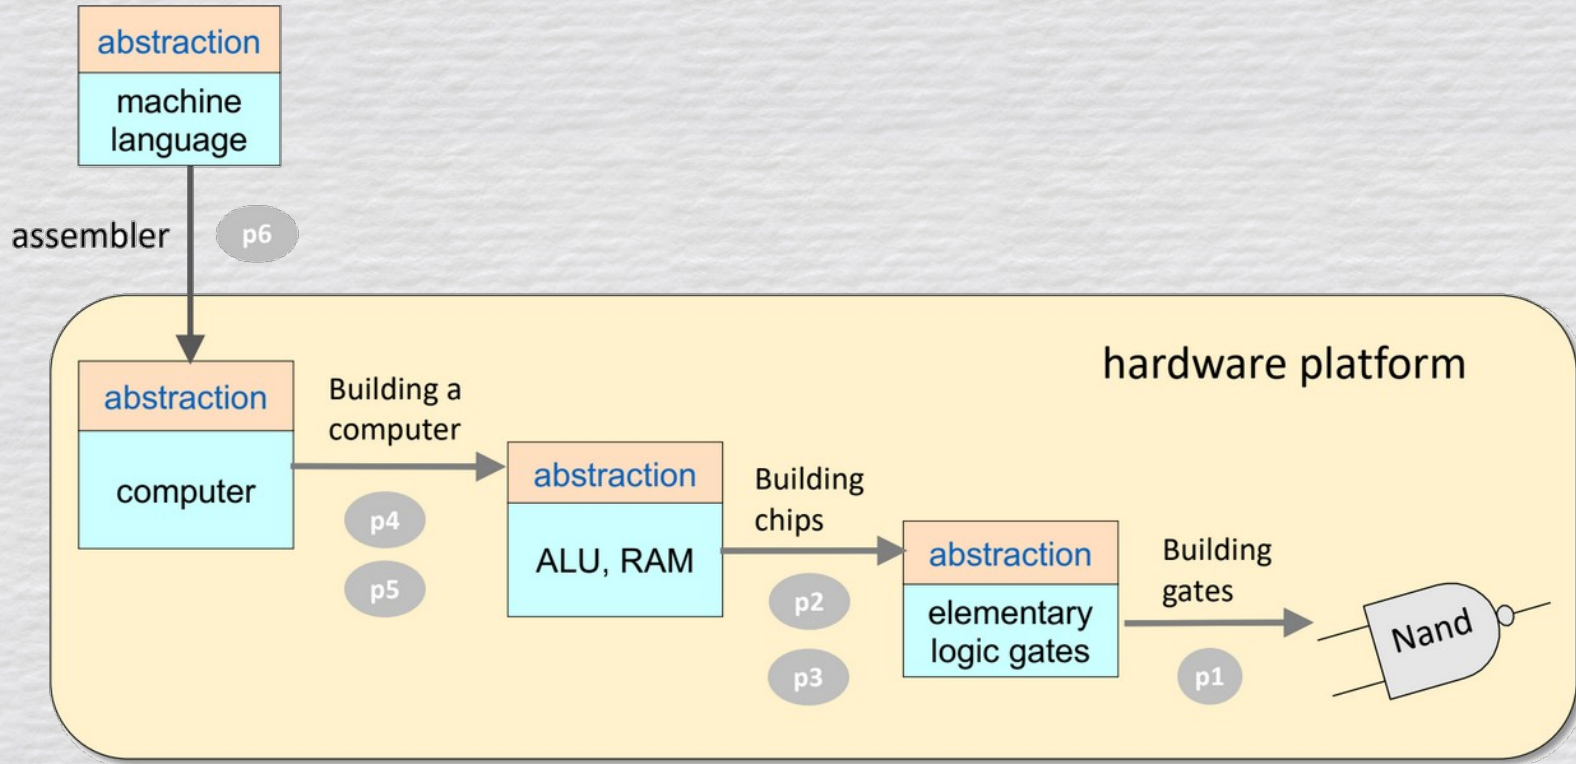 abstraction
machine
language
assembler
p6
hardware platform
abstraction
computer
Building a
computer
p4
p5
abstraction
ALU, RAM
Building
chips
p2
p3
abstraction
elementary
logic gates
Building
gates
p1
Nand